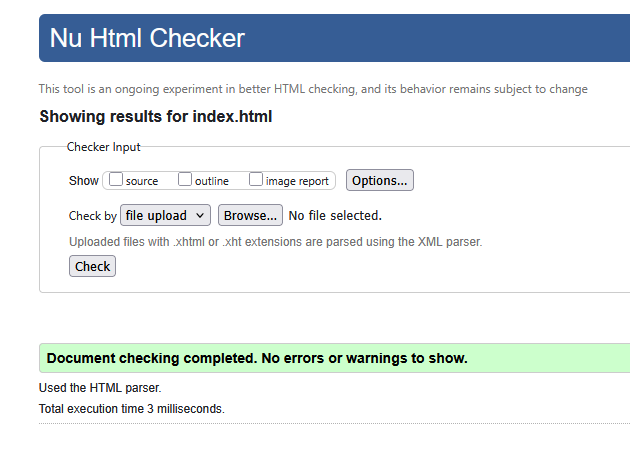 Nu Html Checker
This tool is an ongoing experiment in better HTML checking, and its behavior remains subject to change
Showing results for index.html
Checker Input
Show source outline image report Options...
Check by file upload Browse... No file selected.
Uploaded files with .xhtml or .xht extensions are parsed using the XML parser.
Check
Document checking completed. No errors or warnings to show.
Used the HTML parser.
Total execution time 3 milliseconds.